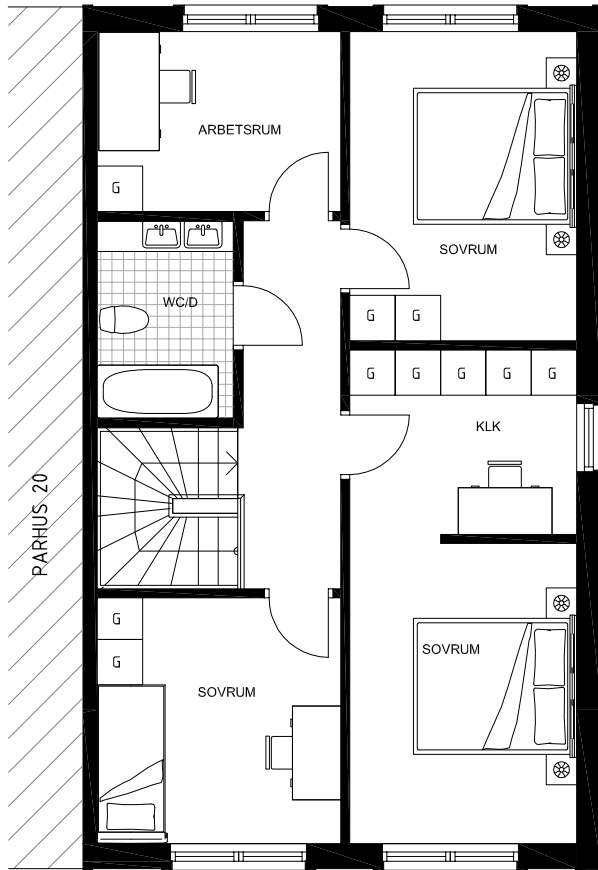 ARBETSRUM
G
SOVRUM
WC/D
G G
G G G G G
KLK
PARHUS 20
G
G
SOVRUM
SOVRUM